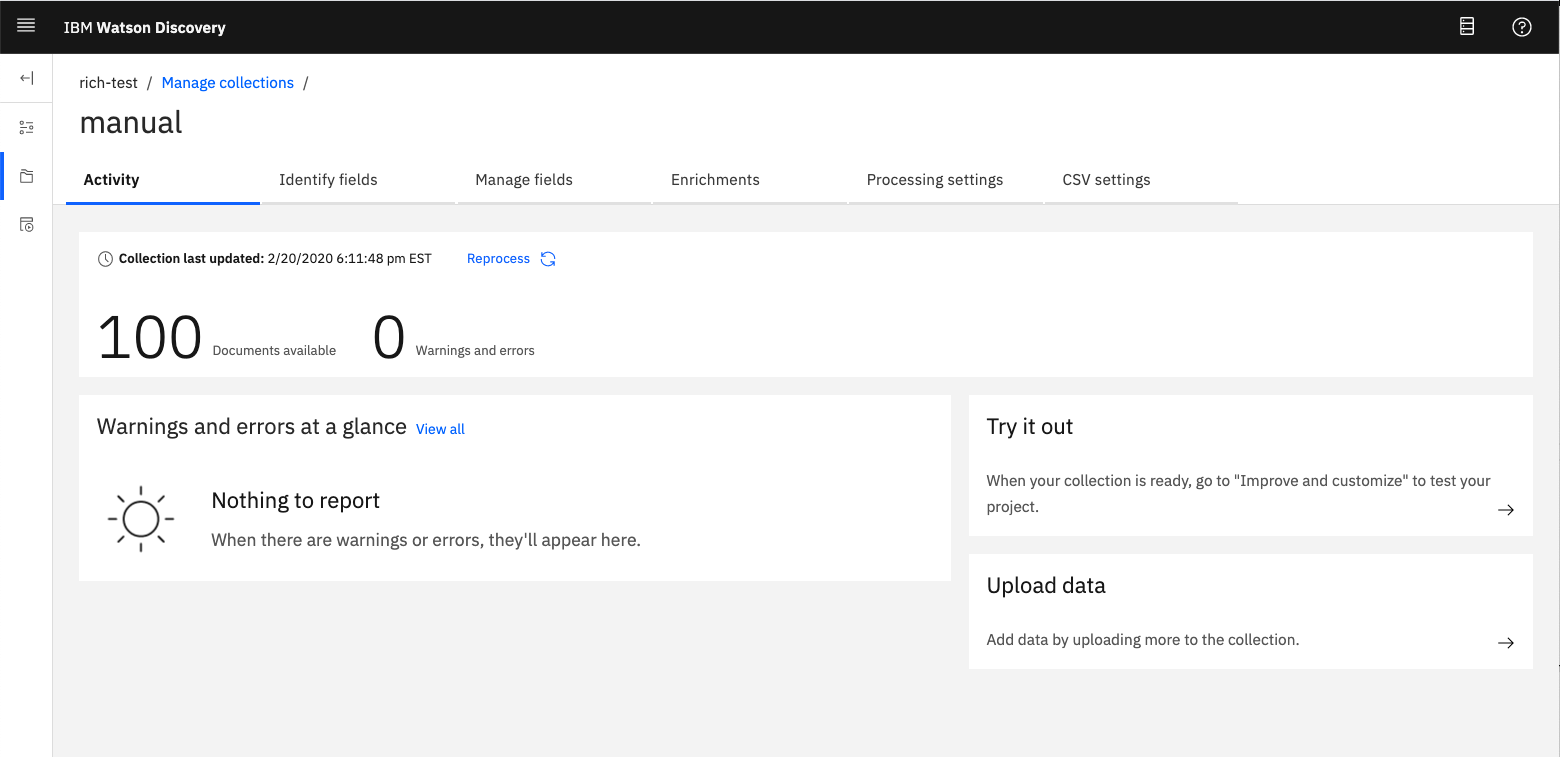 IBM Watson Discovery
rich-test / Manage collections /
manual
Activity Identify fields Manage fields Enrichments Processing settings CSV settings
Collection last updated: 2/20/2020 6:11:48 pm EST Reprocess
100 Documents available 0 Warnings and errors
Warnings and errors at a glance View all
Nothing to report
When there are warnings or errors, they'll appear here.
Try it out
When your collection is ready, go to "Improve and customize" to test your
project.
Upload data
Add data by uploading more to the collection.